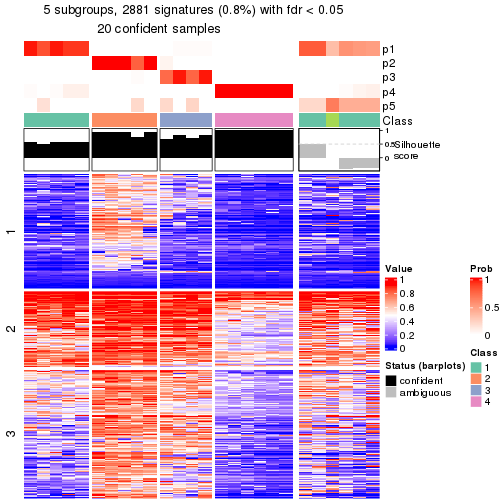 5 subgroups, 2881 signatures (0.8%) with fdr < 0.05
20 confident samples
p1
p2
p3
p4
p5
Class
1
0.5
0
Silhouette
score
1
2
3
Value
1
0.8
0.6
0.4
0.2
0
Prob
1
0.5
0
Status (barplots)
confident
ambiguous
Class
1
2
3
4